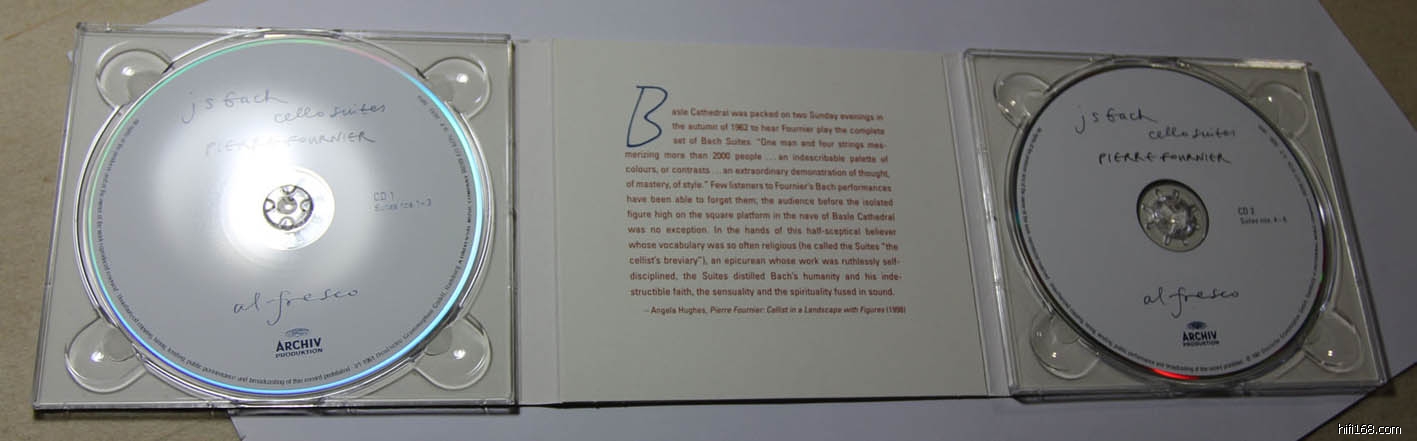 j s Bach
cello suites
PIERRE FOURNIER
CD 1
Suites nos 1-3
al fresco
ARCHIV
PRODUKTION
Basle Cathedral was packed on two Sunday evenings in
the autumn of 1962 to hear Fournier play the complete
set of Bach Suites. "One man and four strings mes-
merizing more than 2000 people ... an indescribable palette of
colours, or contrasts ... an extraordinary demonstration of thought,
of mastery, of style." Few listeners to Fournier's Bach performances
have been able to forget them; the audience before the isolated
figure high on the square platform in the nave of Basle Cathedral
was no exception. In the hands of this half-sceptical believer
whose vocabulary was so often religious (he called the Suites "the
cellist's breviary"), an epicurean whose work was ruthlessly self-
disciplined, the Suites distilled Bach's humanity and his inde-
structible faith, the sensuality and the spirituality fused in sound.
– Angela Hughes, Pierre Fournier: Cellist in a Landscape with Figures (1998)
j s Bach
cello suites
PIERRE FOURNIER
CD 2
Suites nos. 4-6
al fresco
ARCHIV
PRODUKTION
hifi168.com